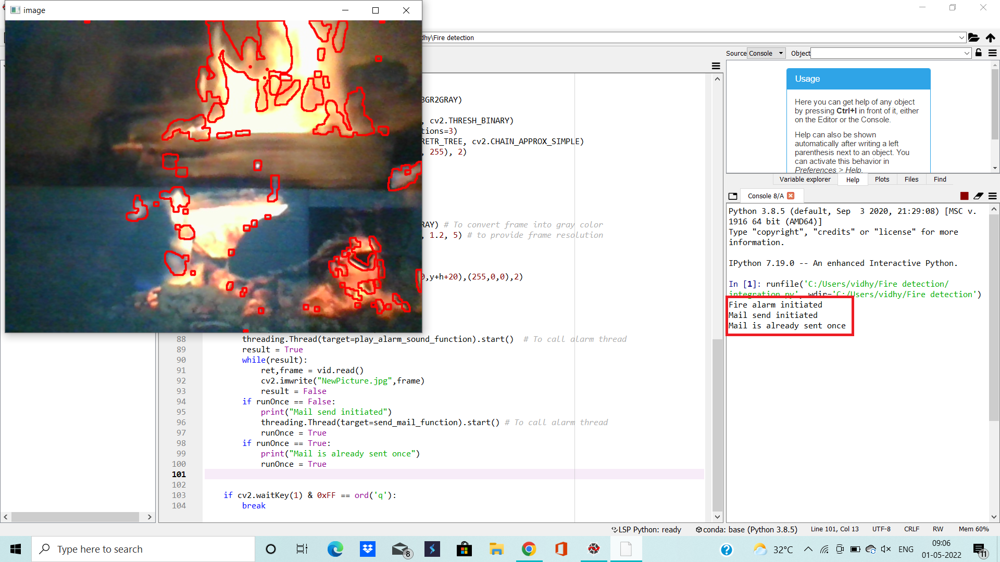 image
dhy\Fire detection
Source Console Object
Usage
Here you can get help of any object
by pressing Ctrl+I in front of it, either
on the Editor or the Console.
Help can also be shown
automatically after writing a left
parenthesis next to an object. You
can activate this behavior in
Preferences > Help.
Variable explorer Help Plots Files Find
BGR2GRAY)
, cv2.THRESH_BINARY)
tions=3)
RETR_TREE, cv2.CHAIN_APPROX_SIMPLE)
, 255), 2)
RAY) # To convert frame into gray color
, 1.2, 5) # to provide frame resolution
0,y+h+20),(255,0,0),2)
88 threading.Thread(target=play_alarm_sound_function).start() # To call alarm thread
89 result = True
90 while(result):
91 ret,frame = vid.read()
92 cv2.imwrite("NewPicture.jpg",frame)
93 result = False
94 if runOnce == False:
95 print("Mail send initiated")
96 threading.Thread(target=send_mail_function).start() # To call alarm thread
97 runOnce = True
98 if runOnce == True:
99 print("Mail is already sent once")
100 runOnce = True
101
102
103 if cv2.waitKey(1) & 0xFF == ord('q'):
104 break
Console 8/A
Python 3.8.5 (default, Sep 3 2020, 21:29:08) [MSC v.
1916 64 bit (AMD64)]
Type "copyright", "credits" or "license" for more
information.
IPython 7.19.0 -- An enhanced Interactive Python.
In [1]: runfile('C:/Users/vidhy/Fire detection/
integration.py', wdir='C:/Users/vidhy/Fire detection')
Fire alarm initiated
Mail send initiated
Mail is already sent once
LSP Python: ready conda: base (Python 3.8.5) Line 101, Col 13 UTF-8 CRLF RW Mem 60%
Type here to search
8
32°C ENG
09:06
01-05-2022
11